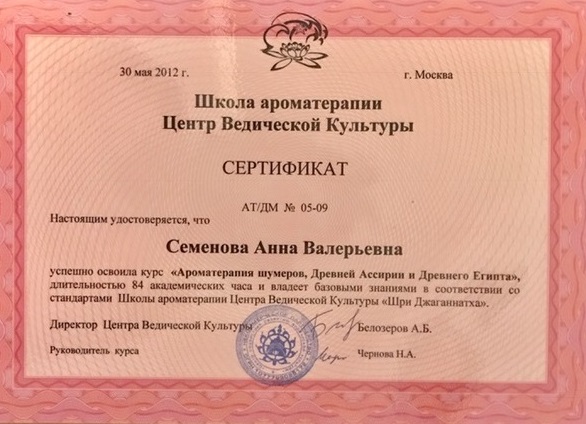 30 мая 2012 г. г. Москва
Школа ароматерапии
Центр Ведической Культуры
СЕРТИФИКАТ
АТ/ДМ № 05-09
Настоящим удостоверяется, что
Семенова Анна Валерьевна
успешно освоила курс «Ароматерапия шумеров, Древней Ассирии и Древнего Египта»,
длительностью 84 академических часа и владеет базовыми знаниями в соответствии со
стандартами Школы ароматерапии Центра Ведической Культуры «Шри Джаганнатха».
Директор Центра Ведической Культуры Белозеров А.Б.
Руководитель курса Чернова Н.А.